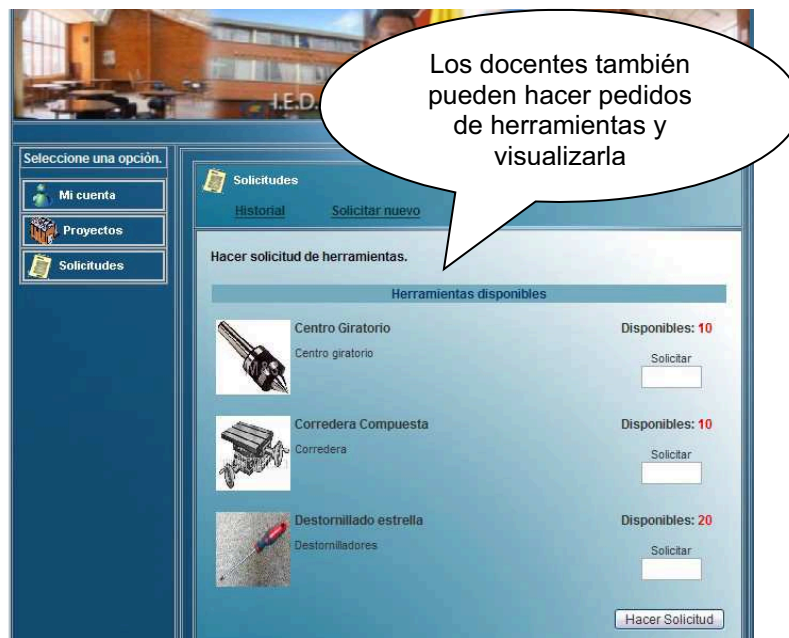 Los docentes también
pueden hacer pedidos
de herramientas y
visualizarla
I.E.D.
Seleccione una opciòn.
Mi cuenta
Proyectos
Solicitudes
Solicitudes
Historial Solicitar nuevo
Hacer solicitud de herramientas.
Herramientas disponibles
Centro Giratorio Disponibles: 10
Centro giratorio Solicitar
Corredera Compuesta Disponibles: 10
Corredera Solicitar
Destornillado estrella Disponibles: 20
Destornilladores Solicitar
Hacer Solicitud